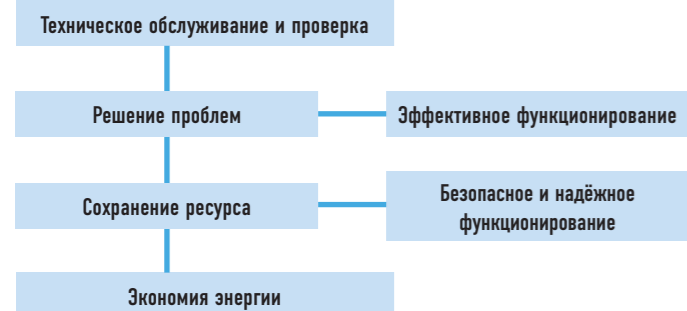 Техническое обслуживание и проверка
Решение проблем
Эффективное функционирование
Сохранение ресурса
Безопасное и надёжное
функционирование
Экономия энергии